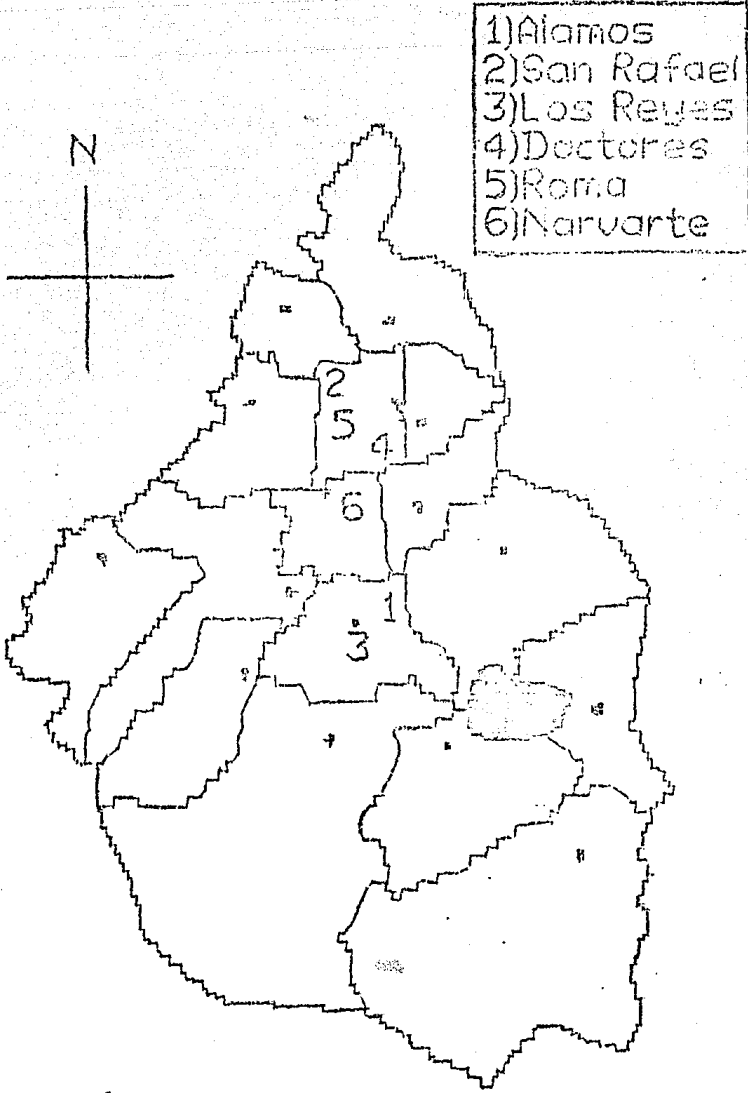 1)Alamos
2)San Rafael
3)Los Reyes
4)Doctores
5)Roma
6)Narvarte
N
2
5
4
6
1
3